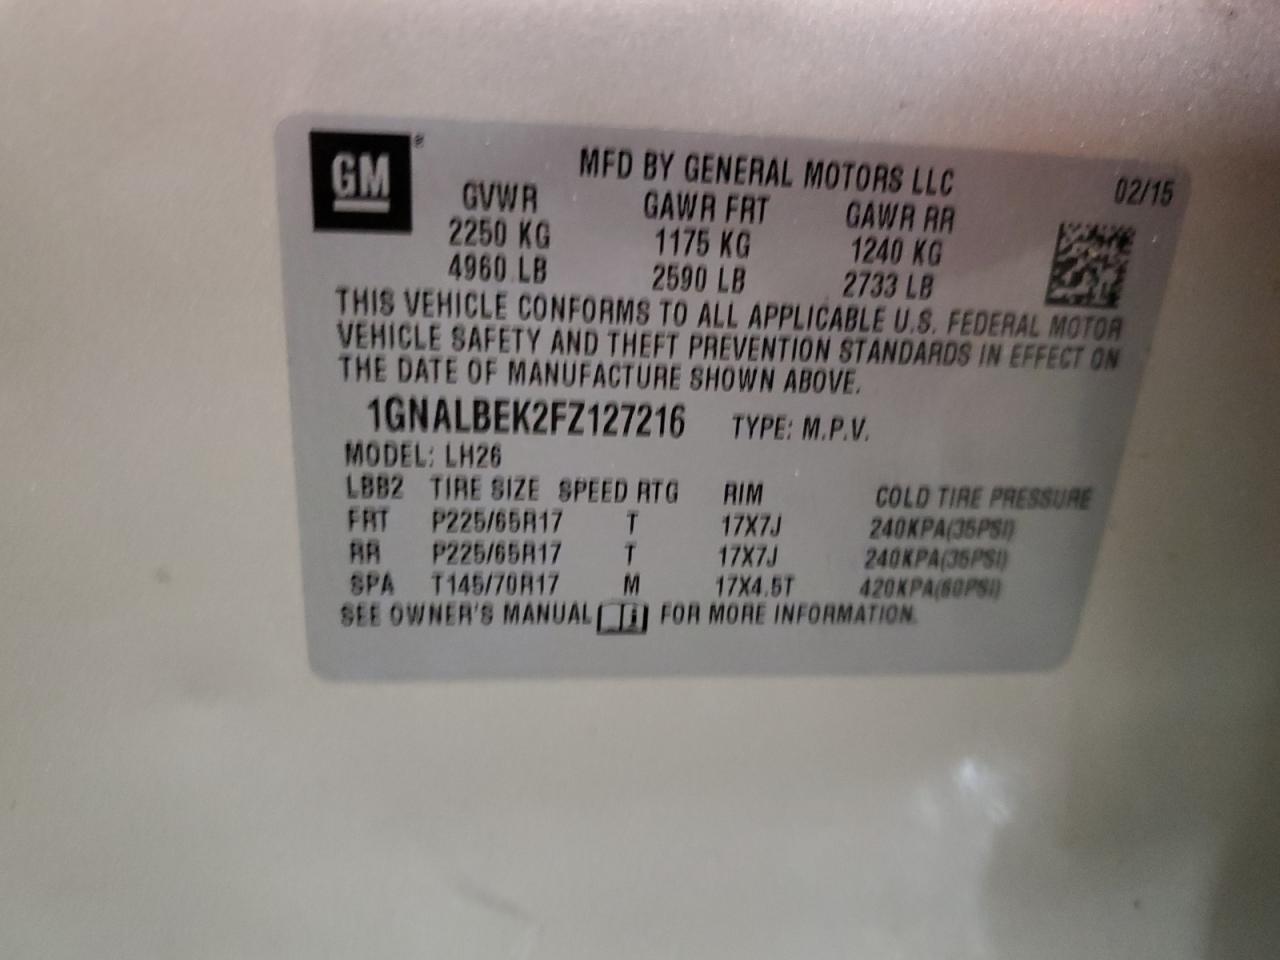 GM®
MFD BY GENERAL MOTORS LLC
02/15
GVWR GAWR FRT GAWR RR
2250 KG 1175 KG 1240 KG
4960 LB 2590 LB 2733 LB
THIS VEHICLE CONFORMS TO ALL APPLICABLE U.S. FEDERAL MOTOR
VEHICLE SAFETY AND THEFT PREVENTION STANDARDS IN EFFECT ON
THE DATE OF MANUFACTURE SHOWN ABOVE.
1GNALBEK2FZ127216 TYPE: M.P.V.
MODEL: LH26
LBB2 TIRE SIZE SPEED RTG RIM COLD TIRE PRESSURE
FRT P225/65R17 T 17X7J 240KPA(35PSI)
RR P225/65R17 T 17X7J 240KPA(35PSI)
SPA T145/70R17 M 17X4.5T 420KPA(60PSI)
SEE OWNER'S MANUAL FOR MORE INFORMATION.